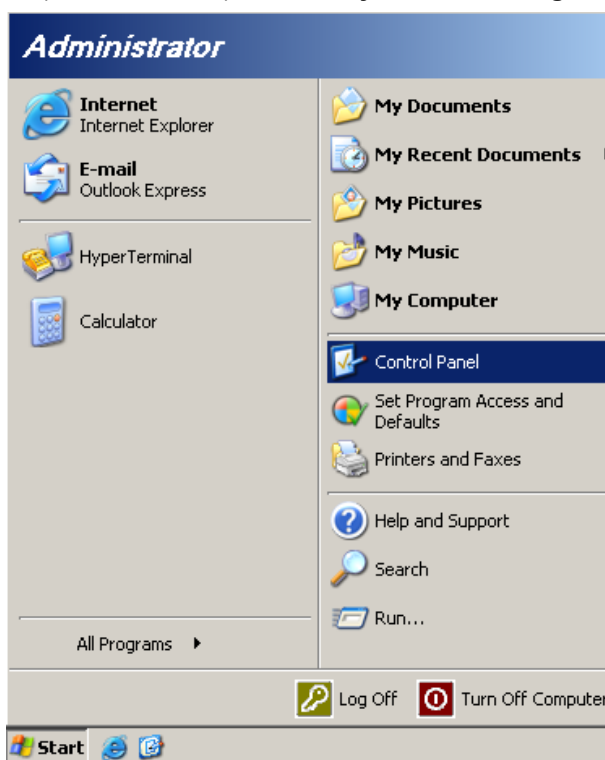 Administrator
Internet
Internet Explorer
E-mail
Outlook Express
HyperTerminal
Calculator
All Programs
My Documents
My Recent Documents
My Pictures
My Music
My Computer
Control Panel
Set Program Access and
Defaults
Printers and Faxes
Help and Support
Search
Run...
Log Off
Turn Off Computer
Start